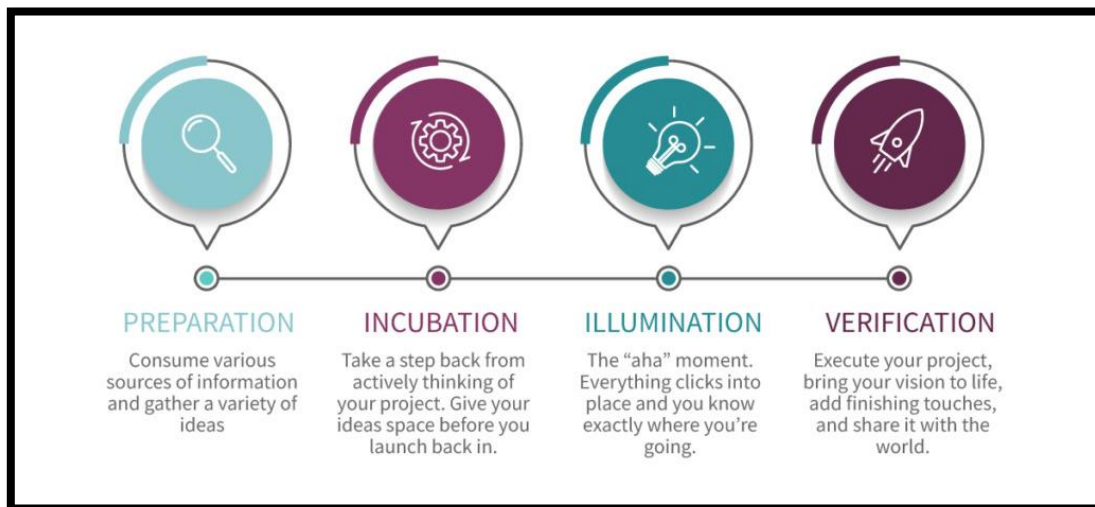 PREPARATION
Consume various
sources of information
and gather a variety of
ideas
INCUBATION
Take a step back from
actively thinking of
your project. Give your
ideas space before you
launch back in.
ILLUMINATION
The “aha” moment.
Everything clicks into
place and you know
exactly where you’re
going.
VERIFICATION
Execute your project,
bring your vision to life,
add finishing touches,
and share it with the
world.